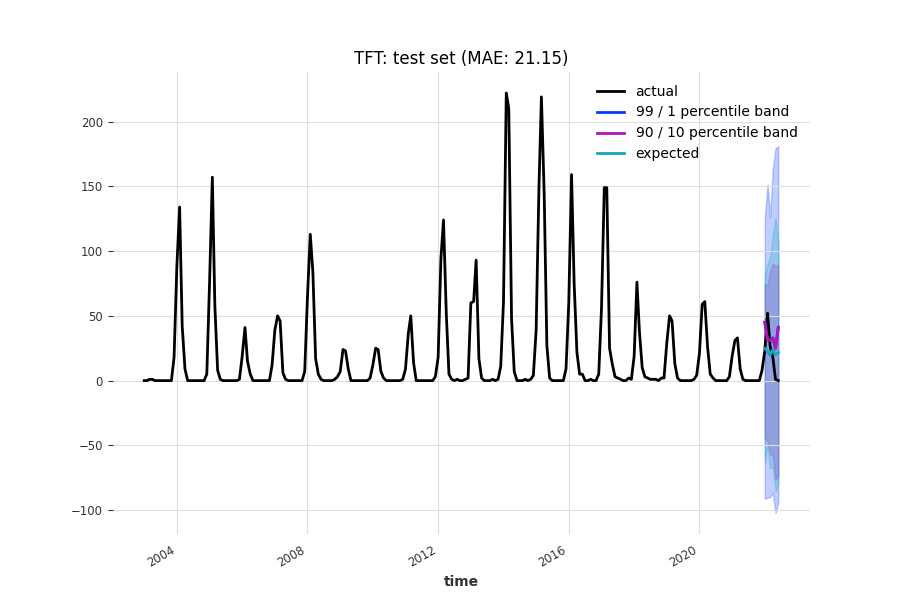 TFT: test set (MAE: 21.15)
actual
99 / 1 percentile band
90 / 10 percentile band
expected
200
150
100
50
0
−50
−100
2004
2008
2012
2016
2020
time